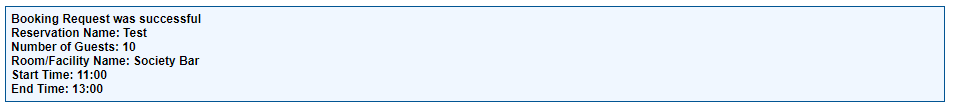 Booking Request was successful
Reservation Name: Test
Number of Guests: 10
Room/Facility Name: Society Bar
Start Time: 11:00
End Time: 13:00